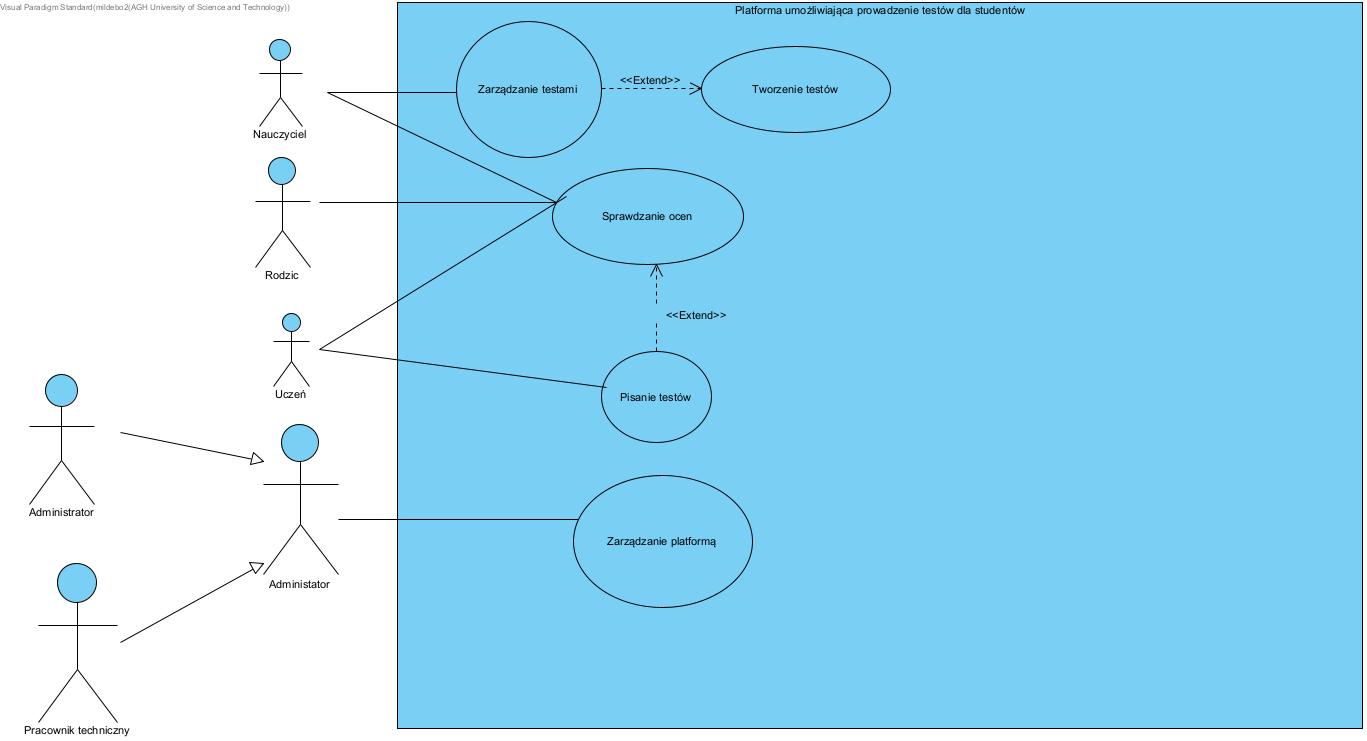 Visual Paradigm Standard(mildebo2(AGH University of Science and Technology))
Platforma umożliwiająca prowadzenie testów dla studentów
Nauczyciel
Zarządzanie testami
<<Extend>>
Tworzenie testów
Rodzic
Sprawdzanie ocen
<<Extend>>
Uczeń
Pisanie testów
Administrator
Administator
Zarządzanie platformą
Pracownik techniczny